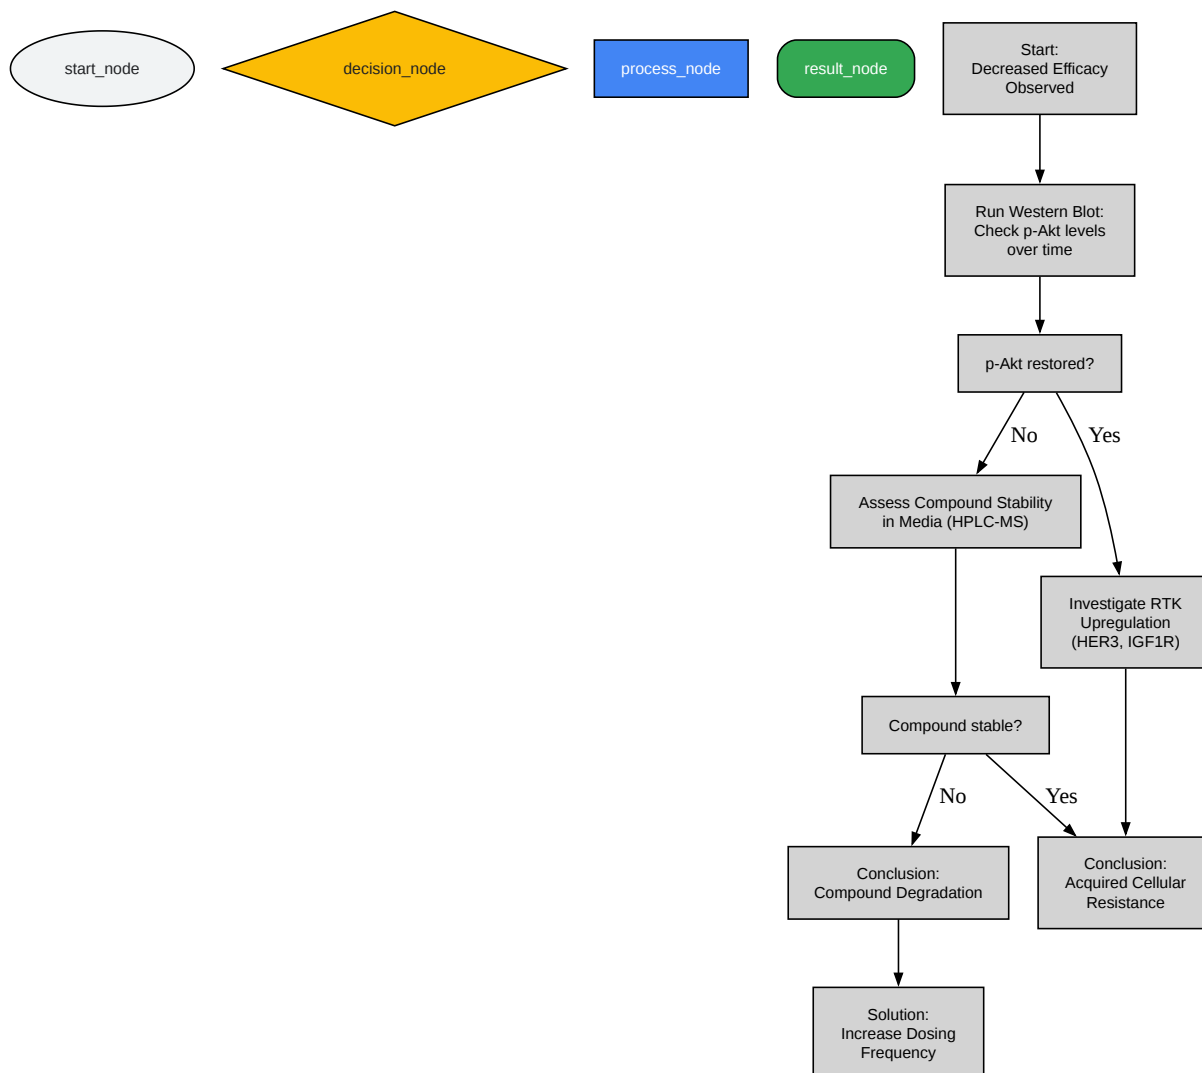 start_node
decision_node
process_node
result_node
Start:
Decreased Efficacy
Observed
Run Western Blot:
Check p-Akt levels
over time
p-Akt restored?
No
Yes
Assess Compound Stability
in Media (HPLC-MS)
Investigate RTK
Upregulation
(HER3, IGF1R)
Compound stable?
No
Yes
Conclusion:
Compound Degradation
Conclusion:
Acquired Cellular
Resistance
Solution:
Increase Dosing
Frequency